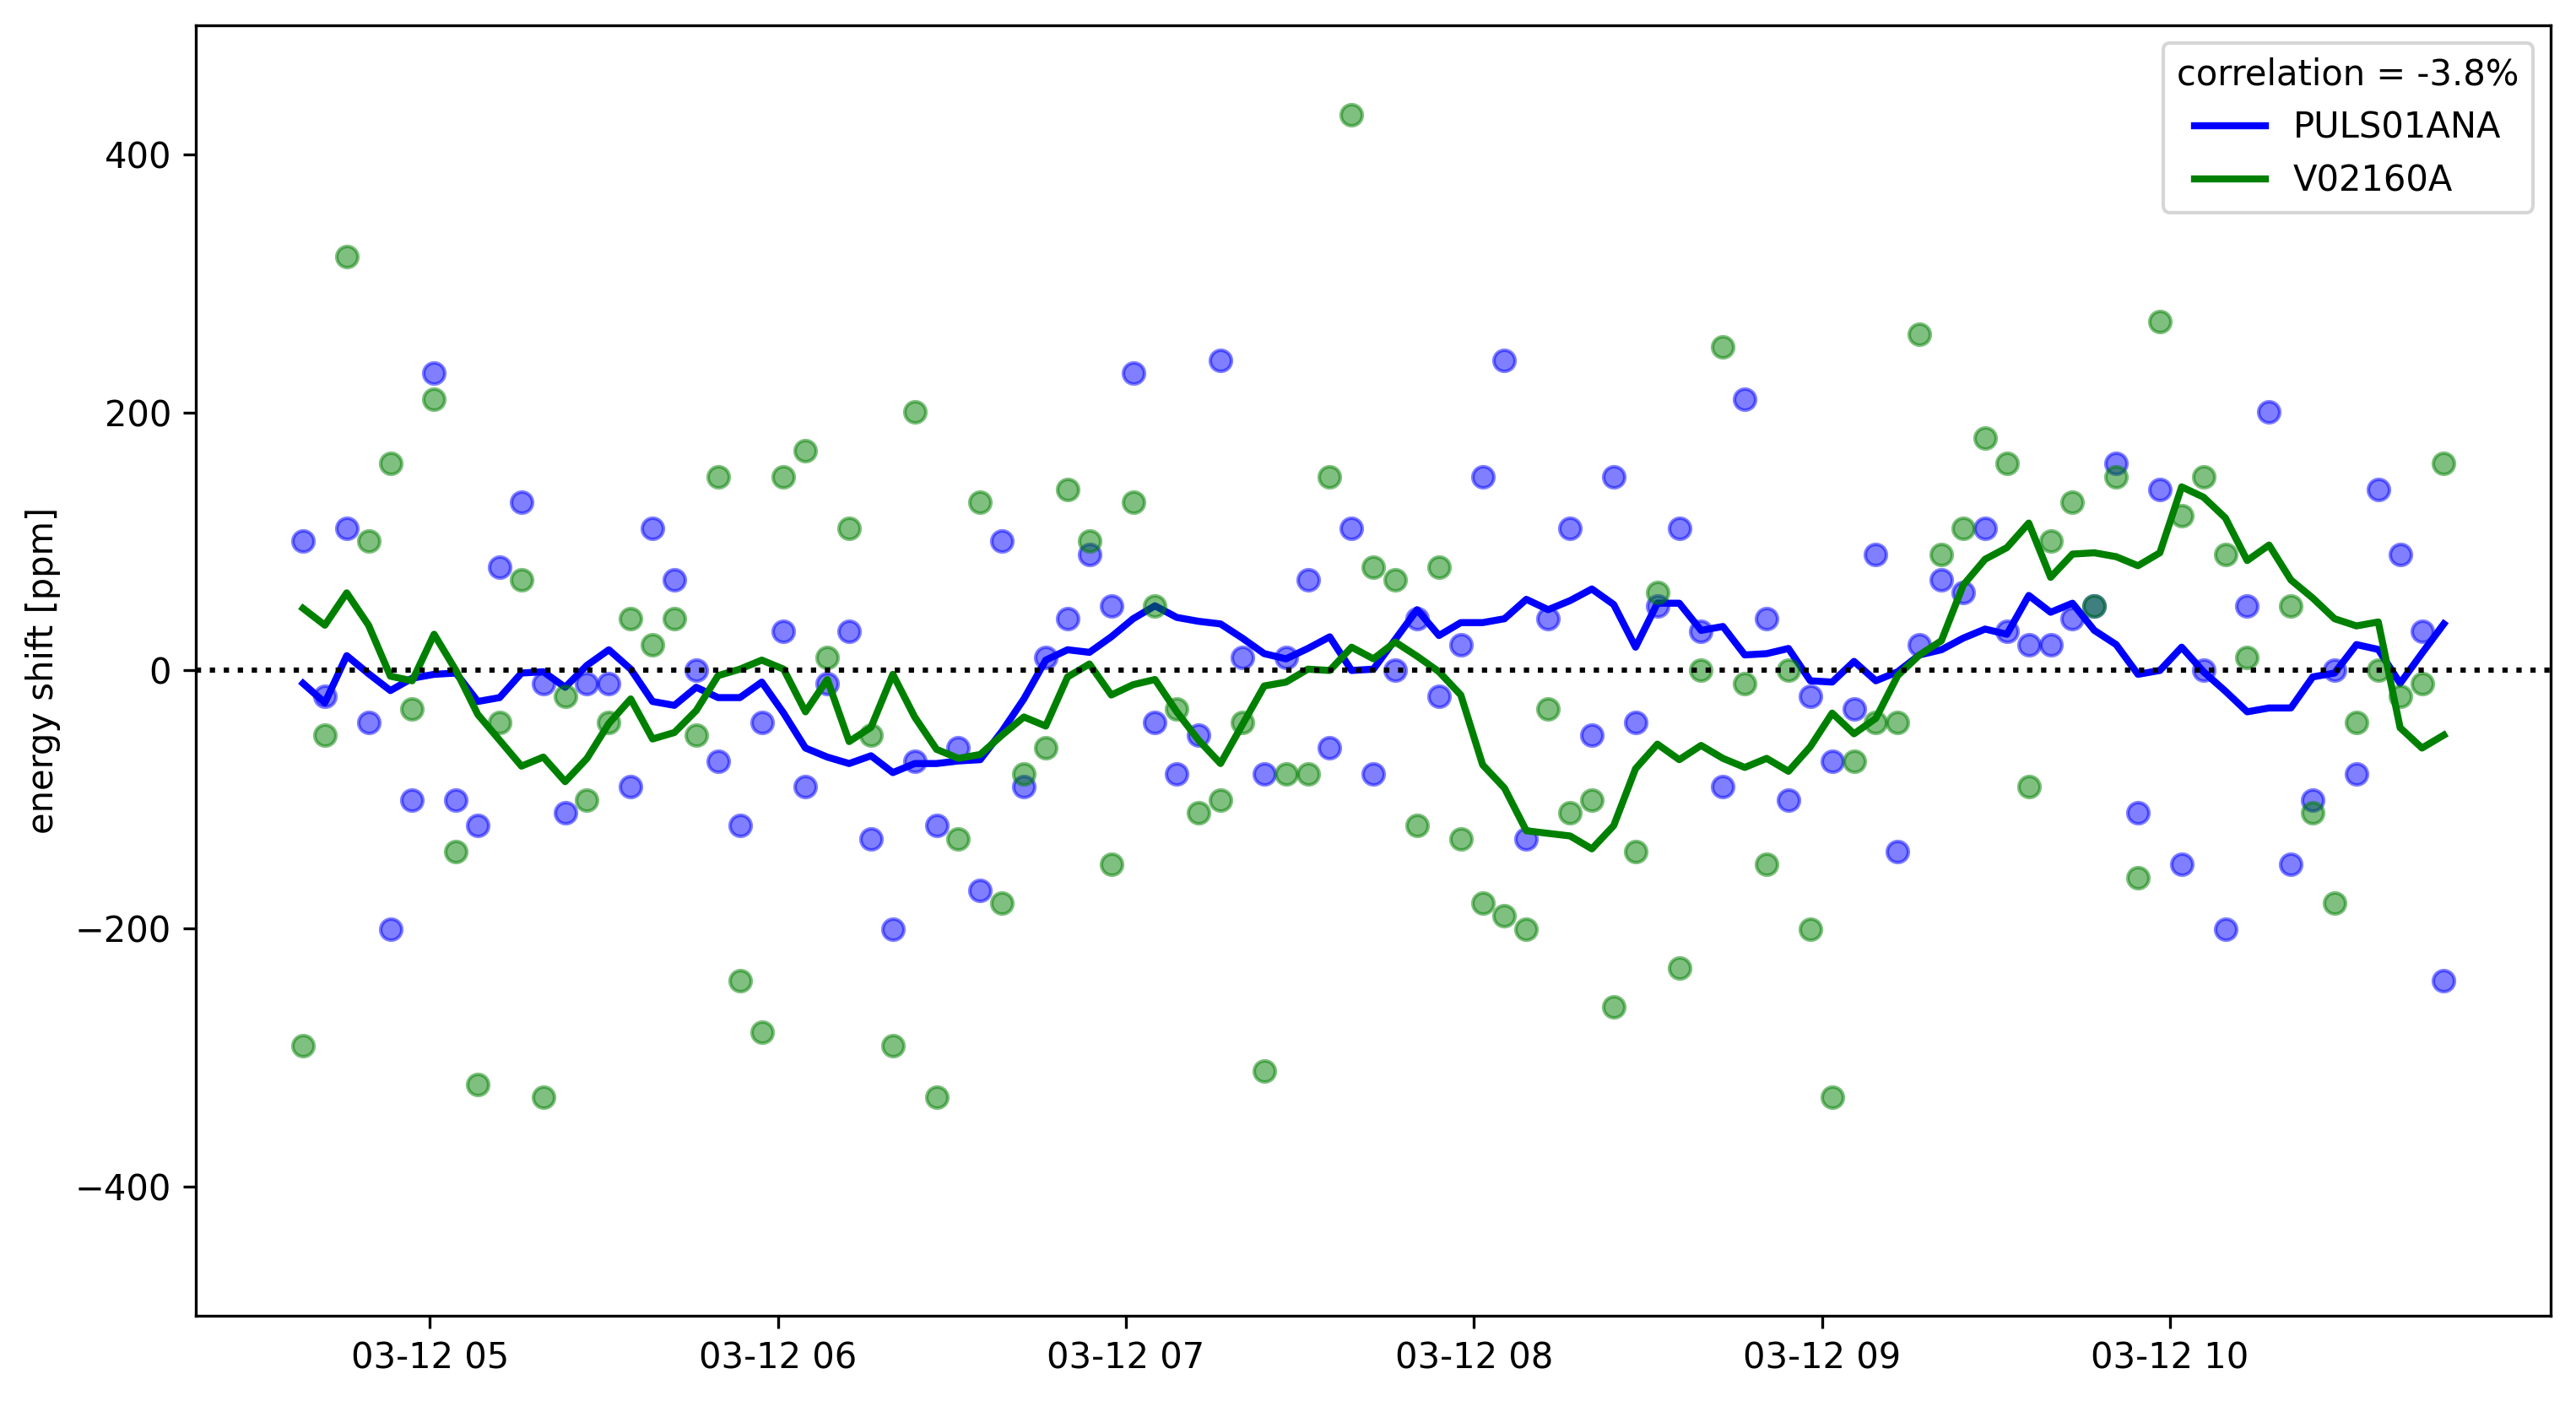 correlation = -3.8%
PULS01ANA
V02160A
energy shift [ppm]
400
200
0
−200
−400
03-12 05
03-12 06
03-12 07
03-12 08
03-12 09
03-12 10